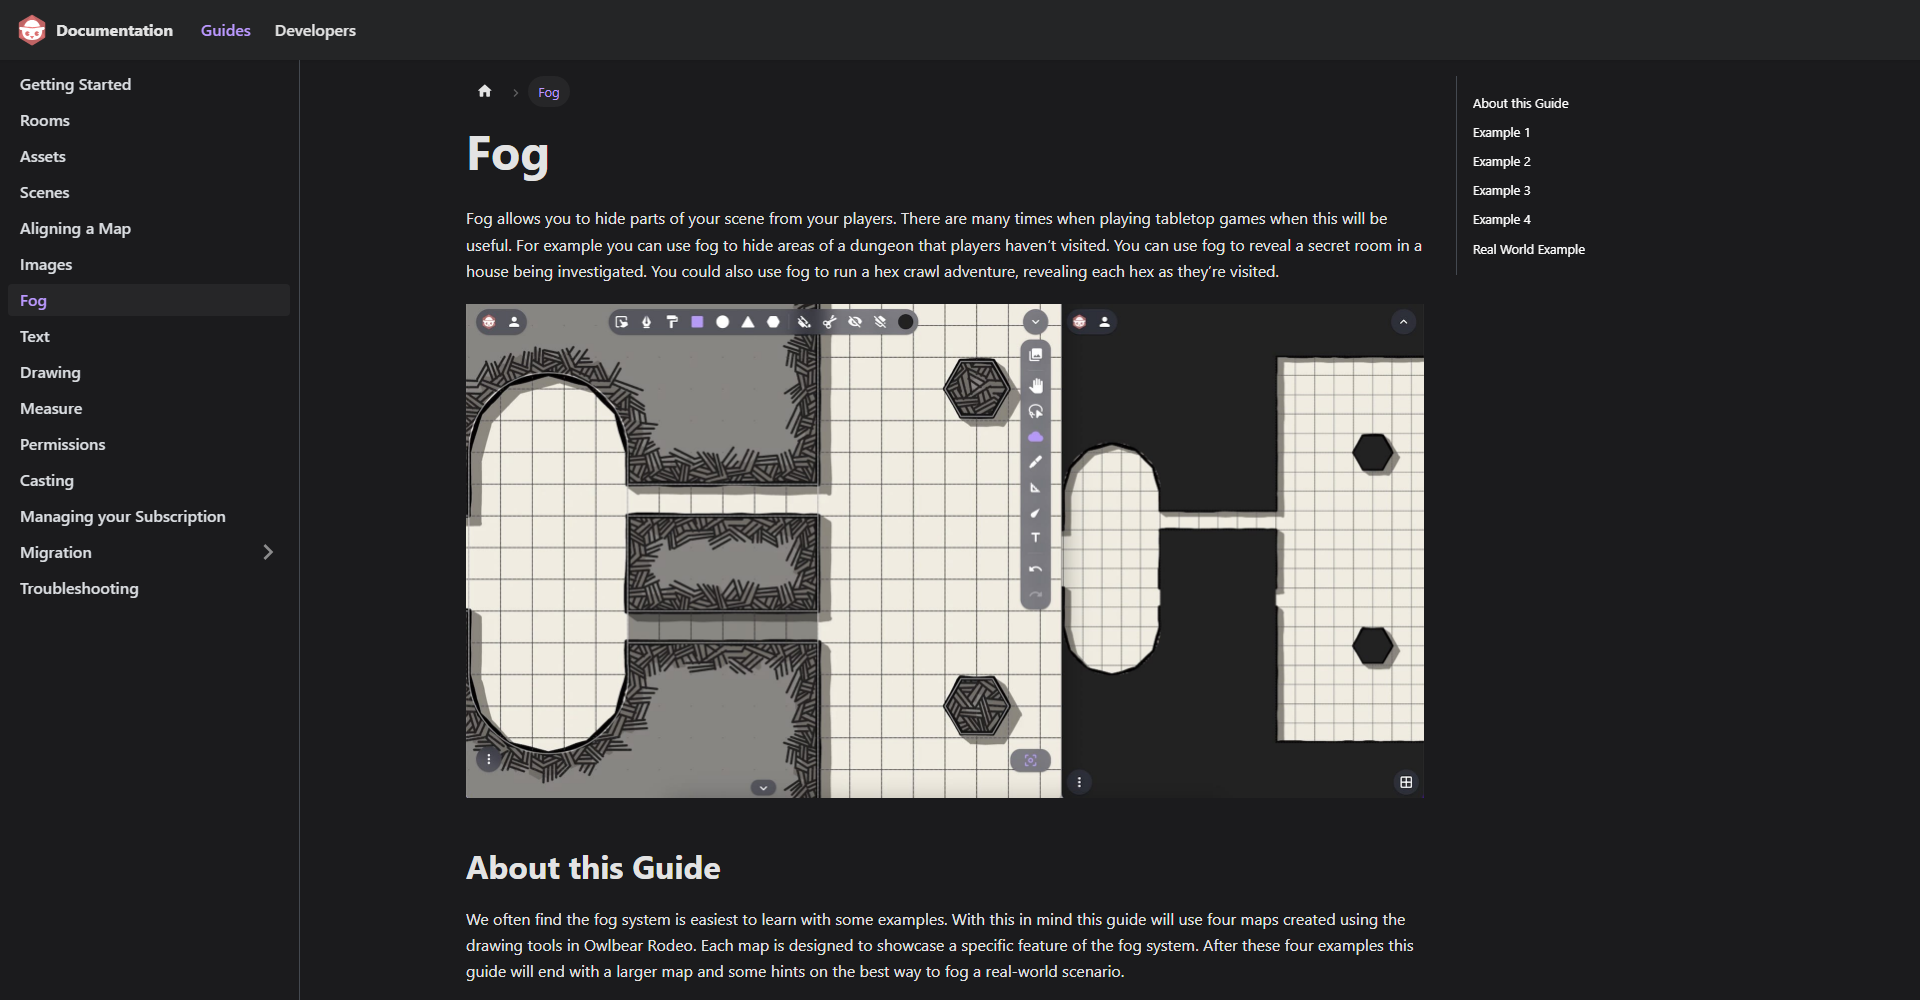 Documentation
Guides
Developers
Getting Started
Rooms
Assets
Scenes
Aligning a Map
Images
Fog
Text
Drawing
Measure
Permissions
Casting
Managing your Subscription
Migration
Troubleshooting
Fog
Fog
Fog allows you to hide parts of your scene from your players. There are many times when playing tabletop games when this will be
useful. For example you can use fog to hide areas of a dungeon that players haven’t visited. You can use fog to reveal a secret room in a
house being investigated. You could also use fog to run a hex crawl adventure, revealing each hex as they’re visited.
T
About this Guide
We often find the fog system is easiest to learn with some examples. With this in mind this guide will use four maps created using the
drawing tools in Owlbear Rodeo. Each map is designed to showcase a specific feature of the fog system. After these four examples this
guide will end with a larger map and some hints on the best way to fog a real-world scenario.
About this Guide
Example 1
Example 2
Example 3
Example 4
Real World Example